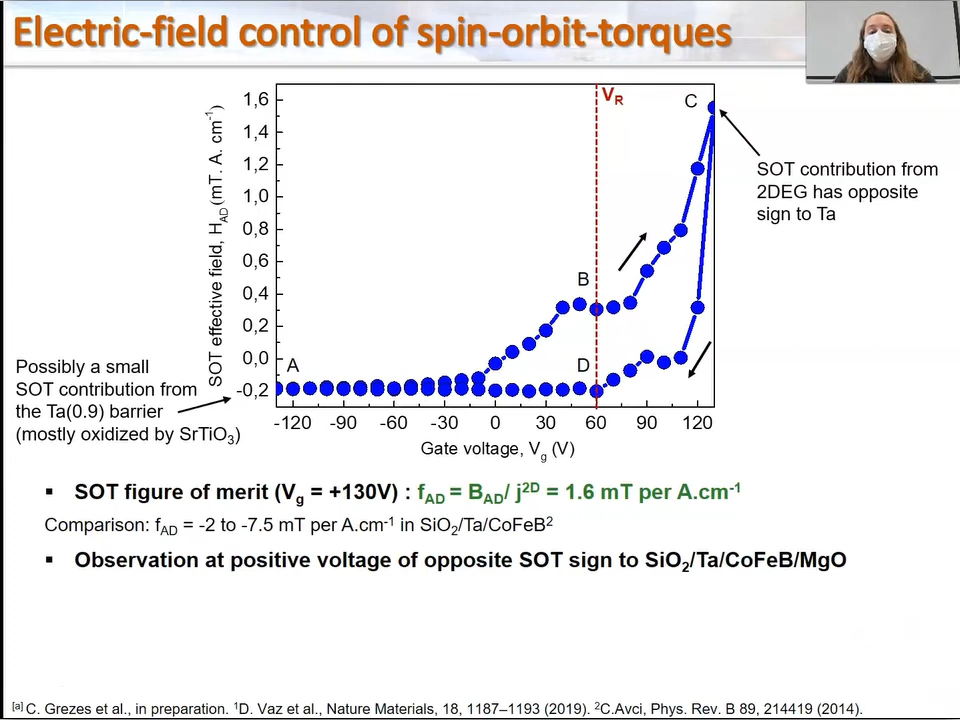 Electric-field control of spin-orbit-torques
SOT effective field, H_AD (mT. A. cm⁻¹)
1,6
1,4
1,2
1,0
0,8
0,6
0,4
0,2
0,0
-0,2
V_R
A
B
C
D
-120 -90 -60 -30 0 30 60 90 120
Gate voltage, V_g (V)
SOT contribution from
2DEG has opposite
sign to Ta
Possibly a small
SOT contribution from
the Ta(0.9) barrier
(mostly oxidized by SrTiO₃)
▪ SOT figure of merit (V_g = +130V) : f_AD = B_AD/ j²ᴰ = 1.6 mT per A.cm⁻¹
Comparison: f_AD = -2 to -7.5 mT per A.cm⁻¹ in SiO₂/Ta/CoFeB²
▪ Observation at positive voltage of opposite SOT sign to SiO₂/Ta/CoFeB/MgO
[a] C. Grezes et al., in preparation. ¹D. Vaz et al., Nature Materials, 18, 1187–1193 (2019). ²C.Avci, Phys. Rev. B 89, 214419 (2014).